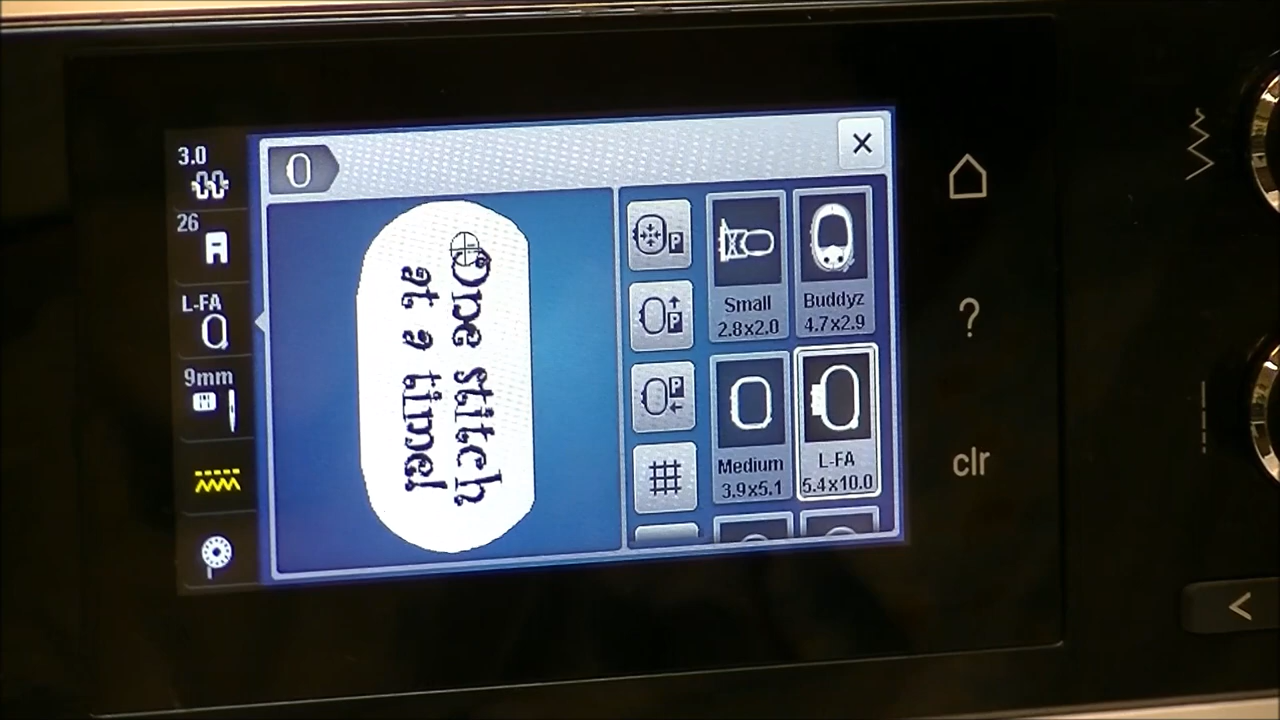 3.0
26
L-FA
9mm
One stitch
at a time!
P
P
P
Small
2.8x2.0
Buddyz
4.7x2.9
Medium
3.9x5.1
L-FA
5.4x10.0
?
clr